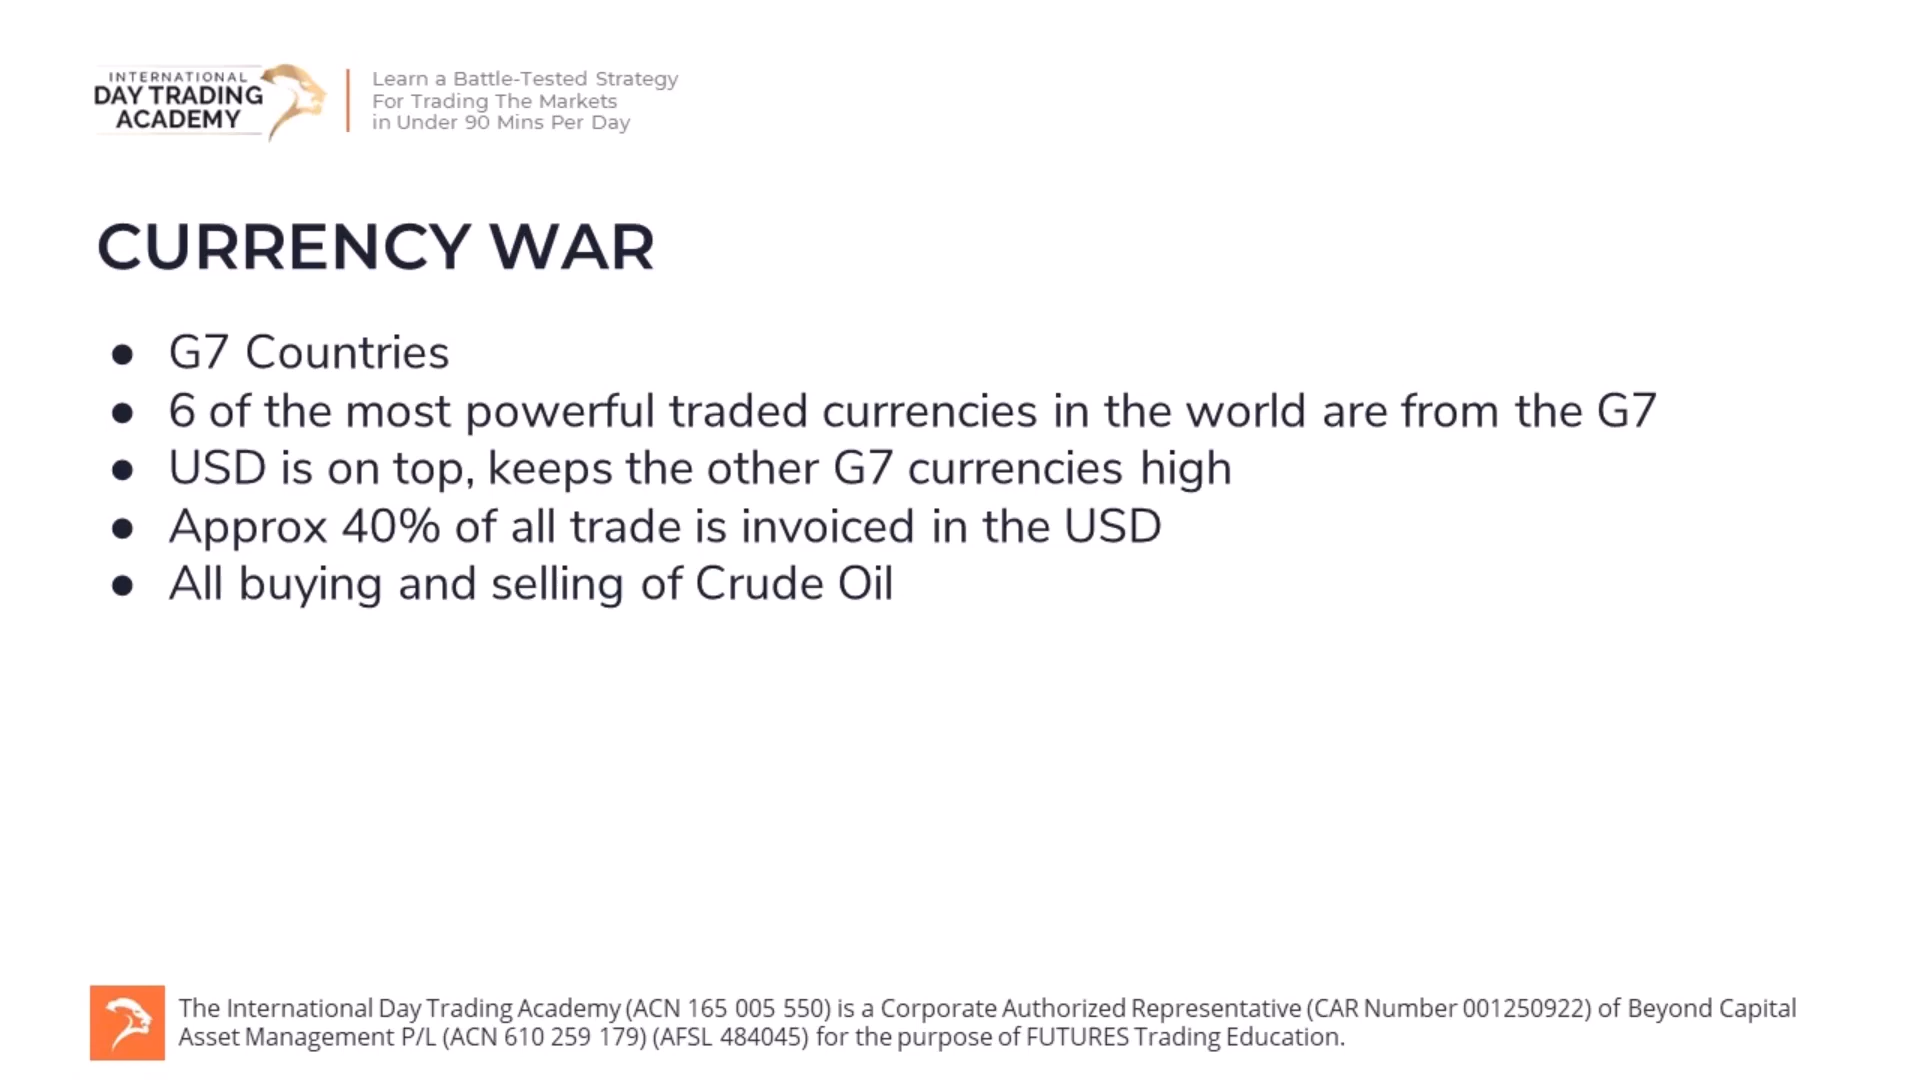 INTERNATIONAL
DAY TRADING
ACADEMY
Learn a Battle-Tested Strategy
For Trading The Markets
in Under 90 Mins Per Day
CURRENCY WAR
● G7 Countries
● 6 of the most powerful traded currencies in the world are from the G7
● USD is on top, keeps the other G7 currencies high
● Approx 40% of all trade is invoiced in the USD
● All buying and selling of Crude Oil
The International Day Trading Academy (ACN 165 005 550) is a Corporate Authorized Representative (CAR Number 001250922) of Beyond Capital
Asset Management P/L (ACN 610 259 179) (AFSL 484045) for the purpose of FUTURES Trading Education.